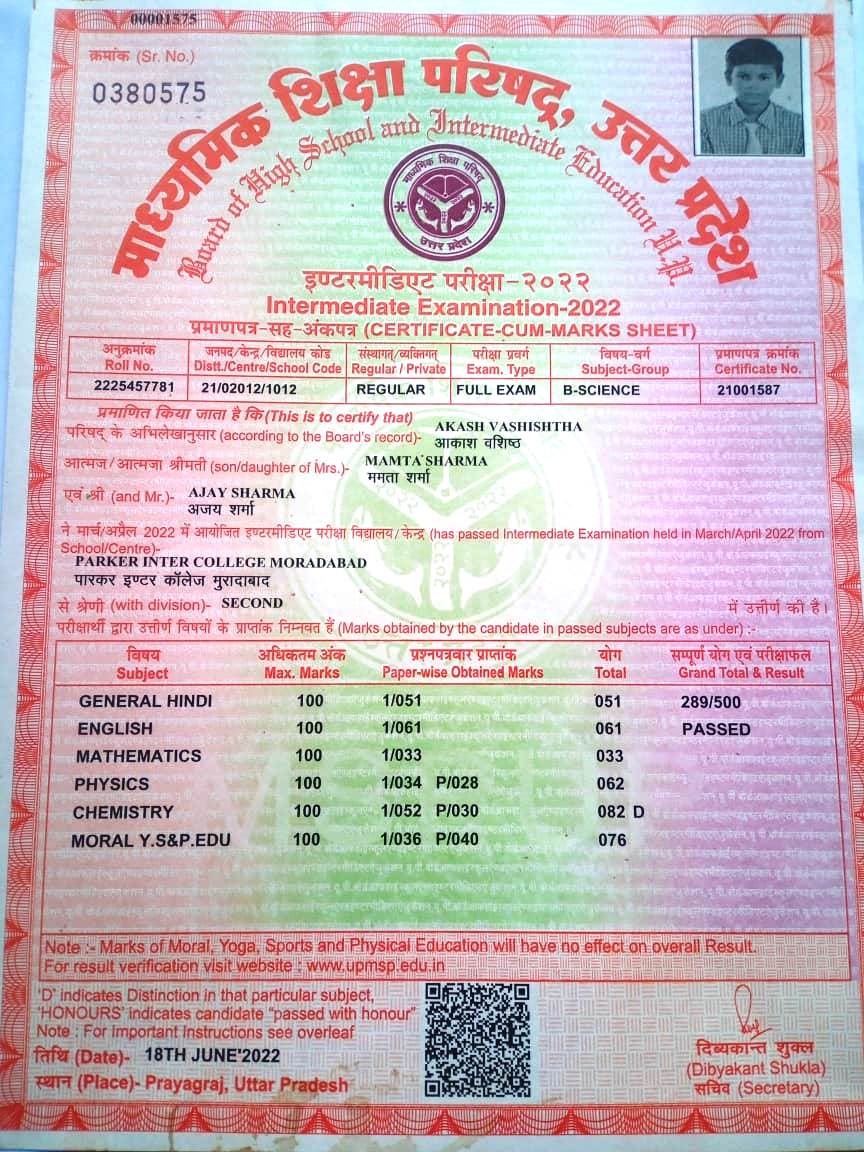 00001575
क्रमांक (Sr. No.)
0380575
माध्यमिक शिक्षा परिषद्, उत्तर प्रदेश
Board of High School and Intermediate Education U.P.
माध्यमिक शिक्षा परिषद्
उत्तर प्रदेश
इण्टरमीडिएट परीक्षा-२०२२
Intermediate Examination-2022
प्रमाणपत्र-सह-अंकपत्र (CERTIFICATE-CUM-MARKS SHEET)
अनुक्रमांक जनपद/केन्द्र/विद्यालय कोड संस्थागत/व्यक्तिगत परीक्षा प्रवर्ग विषय-वर्ग प्रमाणपत्र क्रमांक
Roll No. Distt./Centre/School Code Regular / Private Exam. Type Subject-Group Certificate No.
2225457781 21/02012/1012 REGULAR FULL EXAM B-SCIENCE 21001587
प्रमाणित किया जाता है कि (This is to certify that)
परिषद् के अभिलेखानुसार (according to the Board's record)- AKASH VASHISHTHA
आकाश वशिष्ठ
आत्मज/आत्मजा श्रीमती (son/daughter of Mrs.)- MAMTA SHARMA
ममता शर्मा
एवं श्री (and Mr.)- AJAY SHARMA
अजय शर्मा
ने मार्च/अप्रैल 2022 में आयोजित इण्टरमीडिएट परीक्षा विद्यालय/केन्द्र (has passed Intermediate Examination held in March/April 2022 from
School/Centre)-
PARKER INTER COLLEGE MORADABAD
पारकर इण्टर कॉलेज मुरादाबाद
से श्रेणी (with division)- SECOND में उत्तीर्ण की है।
परीक्षार्थी द्वारा उत्तीर्ण विषयों के प्राप्तांक निम्नवत हैं (Marks obtained by the candidate in passed subjects are as under) :-
विषय अधिकतम अंक प्रश्नपत्रवार प्राप्तांक योग सम्पूर्ण योग एवं परीक्षाफल
Subject Max. Marks Paper-wise Obtained Marks Total Grand Total & Result
GENERAL HINDI 100 1/051 051 289/500
ENGLISH 100 1/061 061 PASSED
MATHEMATICS 100 1/033 033
PHYSICS 100 1/034 P/028 062
CHEMISTRY 100 1/052 P/030 082 D
MORAL Y.S&P.EDU 100 1/036 P/040 076
Note :- Marks of Moral, Yoga, Sports and Physical Education will have no effect on overall Result.
For result verification visit website : www.upmsp.edu.in
'D' indicates Distinction in that particular subject,
'HONOURS' indicates candidate "passed with honour"
Note : For Important Instructions see overleaf
तिथि (Date)- 18TH JUNE'2022
स्थान (Place)- Prayagraj, Uttar Pradesh
दिब्यकान्त शुक्ल
(Dibyakant Shukla)
सचिव (Secretary)